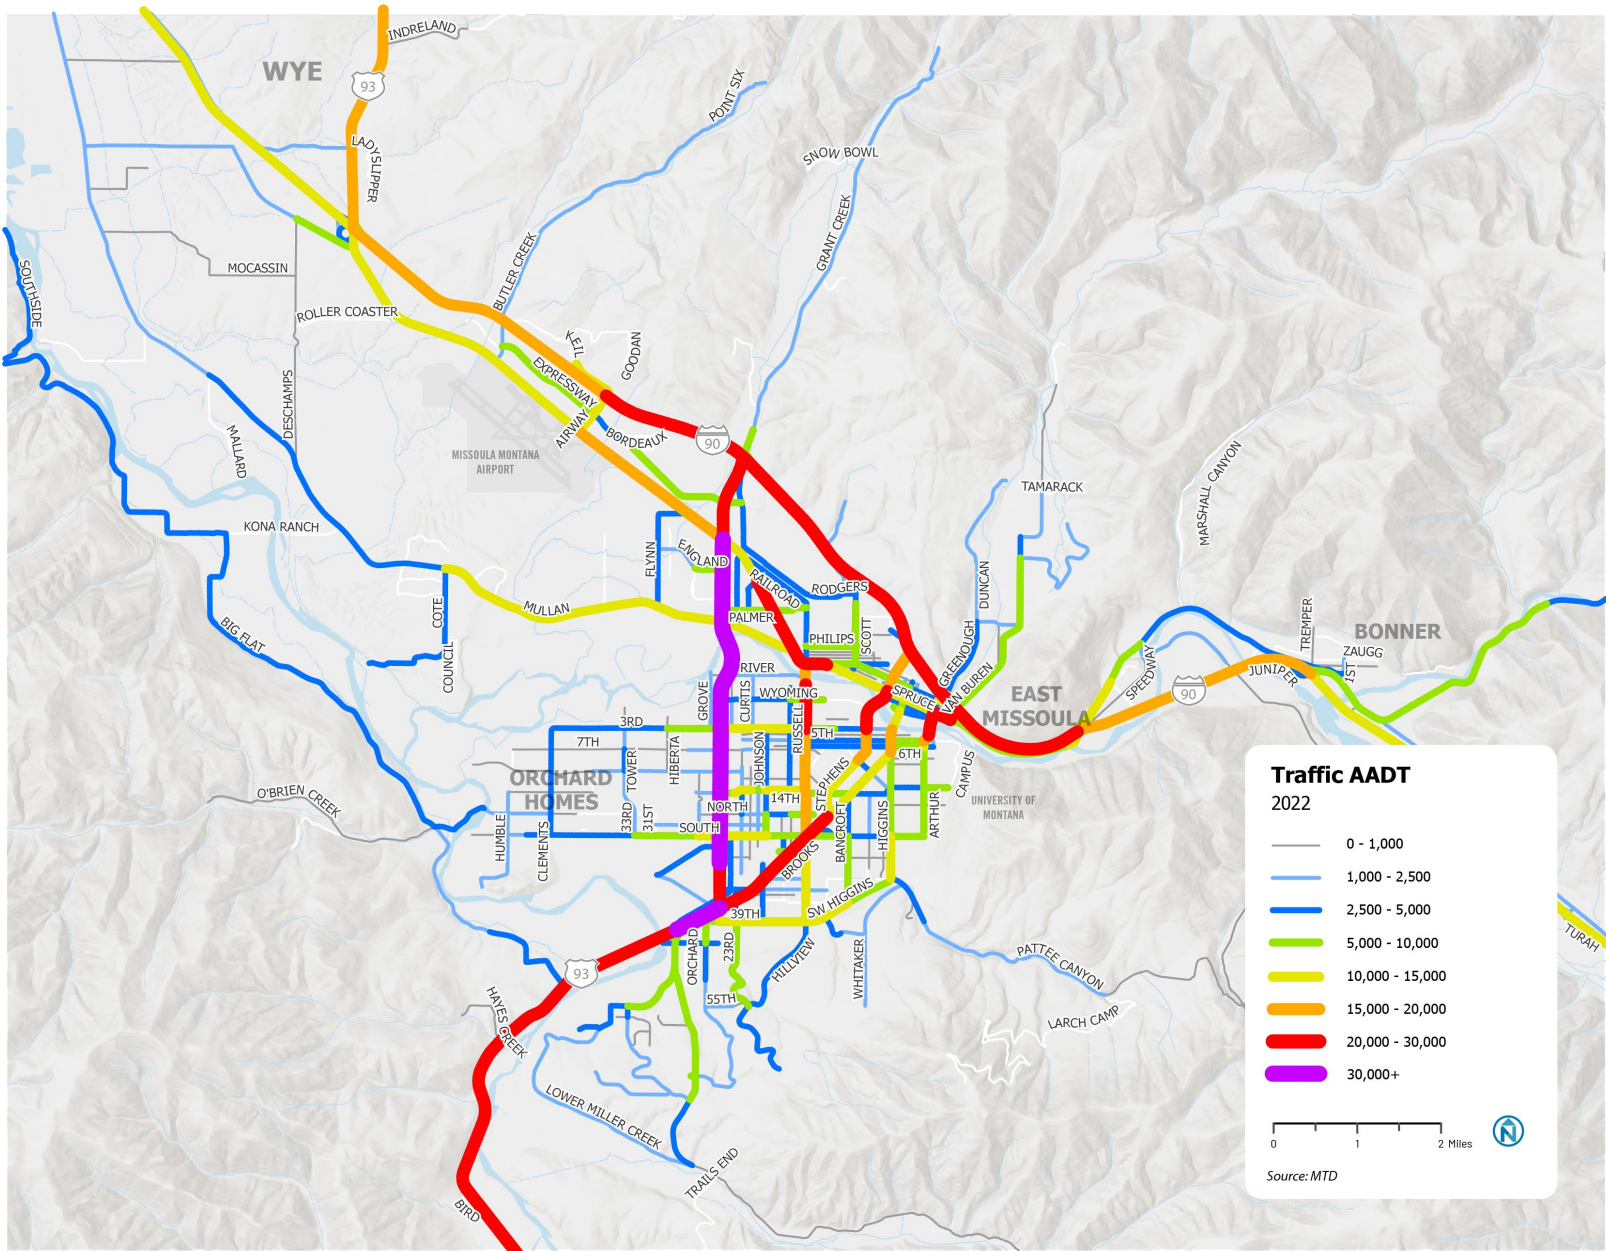 INDRELAND
WYE
93
POINT SIX
LADYSLIPPER
SNOW BOWL
GRANT CREEK
BUTLER CREEK
MOCASSIN
SOUTHSIDE
ROLLER COASTER
KEIL
GOODAN
EXPRESSWAY
DESCHAMPS
AIRWAY
BORDEAUX
90
MALLARD
MISSOULA MONTANA
AIRPORT
MARSHALL CANYON
TAMARACK
KONA RANCH
FLYNN
ENGLAND
RAILROAD
RODGERS
DUNCAN
COTE
MULLAN
PALMER
BIG FLAT
PHILIPS
SCOTT
GREENOUGH
TREMPER
BONNER
ZAUGG
COUNCIL
RIVER
VAN BUREN
SPEEDWAY
JUNIPER
1ST
90
GROVE
CURTIS
WYOMING
SPRUCE
EAST
MISSOULA
3RD
RUSSELL
5TH
7TH
HIBERTA
JOHNSON
6TH
TOWER
STEPHENS
CAMPUS
ORCHARD
HOMES
O'BRIEN CREEK
14TH
NORTH
33RD
31ST
SOUTH
BANCROFT
HIGGINS
ARTHUR
UNIVERSITY OF
MONTANA
HUMBLE
CLEMENTS
BROOKS
SW HIGGINS
39TH
ORCHARD
23RD
HILLVIEW
WHITAKER
PATTEE CANYON
TURAH
93
55TH
HAYES CREEK
LARCH CAMP
LOWER MILLER CREEK
TRAILS END
BIRD
Traffic AADT
2022
0 - 1,000
1,000 - 2,500
2,500 - 5,000
5,000 - 10,000
10,000 - 15,000
15,000 - 20,000
20,000 - 30,000
30,000+
0 1 2 Miles
N
Source: MTD